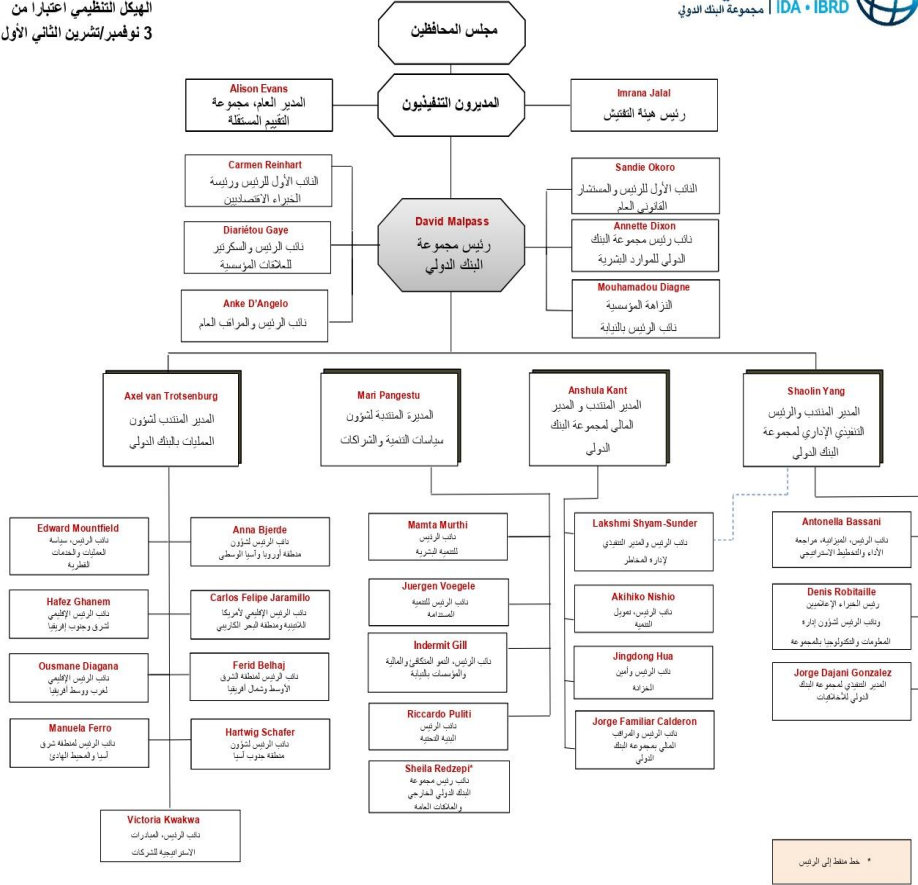 الهيكل التنظيمي اعتبارا من
3 نوفمبر/تشرين الثاني الأول
IDA • IBRD | مجموعة البنك الدولي
مجلس المحافظين
Alison Evans
المدير العام، مجموعة
التقييم المستقلة
المديرون التنفيذيون
Imrana Jalal
رئيس هيئة التفتيش
Carmen Reinhart
النائب الأول للرئيس ورئيسة
الخبراء الاقتصاديين
Sandie Okoro
النائب الأول للرئيس والمستشار
القانوني العام
Diariétou Gaye
نائب الرئيس والسكرتير
للعلاقات المؤسسية
David Malpass
رئيس مجموعة
البنك الدولي
Annette Dixon
نائب رئيس مجموعة البنك
الدولي للموارد البشرية
Anke D'Angelo
نائب الرئيس والمراقب العام
Mouhamadou Diagne
النزاهة المؤسسية
نائب الرئيس بالنيابة
Axel van Trotsenburg
المدير المنتدب لشؤون
العمليات بالبنك الدولي
Mari Pangestu
المديرة المنتدبة لشؤون
سياسات التنمية والشراكات
Anshula Kant
المدير المنتدب و المدير
المالي لمجموعة البنك
الدولي
Shaolin Yang
المدير المنتدب والرئيس
التنفيذي الإداري لمجموعة
البنك الدولي
Edward Mountfield
نائب الرئيس، سياسة
العمليات والخدمات
القطرية
Anna Bjerde
نائب الرئيس لشؤون
منطقة أوروبا وآسيا الوسطى
Mamta Murthi
نائب الرئيس
للتنمية البشرية
Lakshmi Shyam-Sunder
نائب الرئيس والمدير التنفيذي
لإدارة المخاطر
Antonella Bassani
نائب الرئيس، الميزانية، مراجعة
الأداء والتخطيط الاستراتيجي
Hafez Ghanem
نائب الرئيس الإقليمي
لشرق وجنوب إفريقيا
Carlos Felipe Jaramillo
نائب الرئيس الإقليمي لأمريكا
اللاتينية ومنطقة البحر الكاريبي
Juergen Voegele
نائب الرئيس للتنمية
المستدامة
Akihiko Nishio
نائب الرئيس، تمويل
التنمية
Denis Robitaille
رئيس الخبراء الإعلاميين
ونائب الرئيس لشؤون إدارة
المعلومات والتكنولوجيا بالمجموعة
Ousmane Diagana
نائب الرئيس الإقليمي
لغرب ووسط أفريقيا
Ferid Belhaj
نائب الرئيس لمنطقة الشرق
الأوسط وشمال أفريقيا
Indermit Gill
نائب الرئيس، النمو المتكافئ والمالية
والمؤسسات بالنيابة
Jingdong Hua
نائب الرئيس وأمين
الخزانة
Jorge Dajani Gonzalez
المدير التنفيذي لمجموعة البنك
الدولي للأخلاقيات
Manuela Ferro
نائب الرئيس لمنطقة شرق
آسيا والمحيط الهادئ
Hartwig Schafer
نائب الرئيس لشؤون
منطقة جنوب آسيا
Riccardo Puliti
نائب الرئيس
البنية التحتية
Jorge Familiar Calderon
نائب الرئيس والمراقب
المالي بمجموعة البنك
الدولي
Sheila Redzepi*
نائب رئيس مجموعة
البنك الدولي الخارجي
والعلاقات العامة
Victoria Kwakwa
نائب الرئيس، المبادرات
الاستراتيجية للشركات
* خط منقط إلى الرئيس